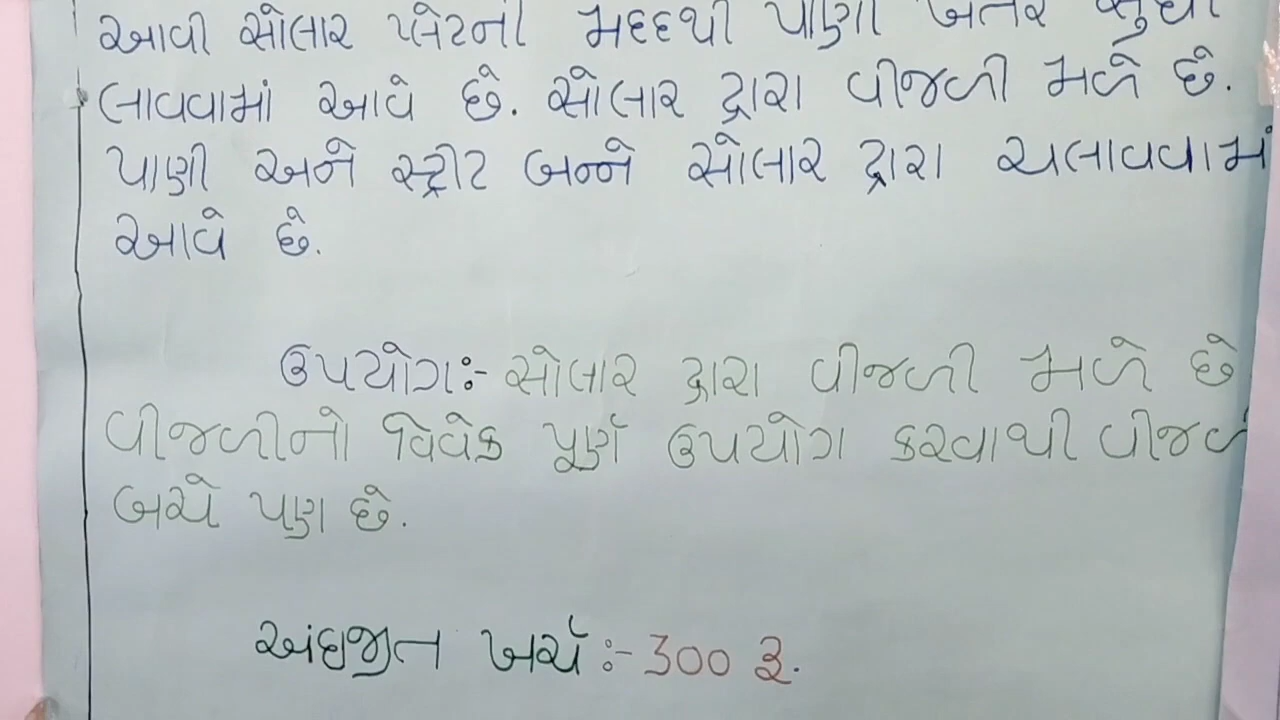 આવી સોલાર પ્લેટની મદદથી પાણી ખેતર સુધી
લાવવામાં આવે છે. સોલાર દ્રારા વીજળી મળે છે.
પાણી અને સ્ટ્રીટ બન્ને સોલાર દ્રારા ચલાવવામાં
આવે છે.
ઉપયોગઃ- સોલાર દ્રારા વીજળી મળે છે
વીજળીનો વિવેક પૂર્ણ ઉપયોગ કરવાથી વીજળી
બચે પણ છે.
અંદાજીત ખર્ચ :- 300 રૂ.